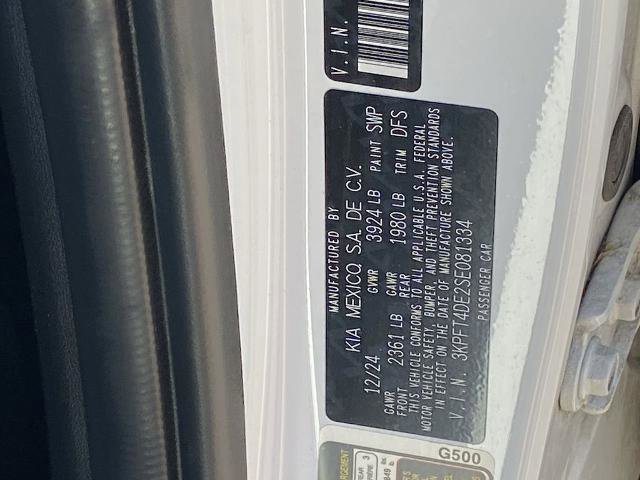 V.I.N.
MANUFACTURED BY
KIA MEXICO, S.A. DE C.V.
12/24 GVWR 3924 LB PAINT SWP
GAWR FRONT 2361 LB GAWR REAR 1980 LB TRIM DFS
THIS VEHICLE CONFORMS TO ALL APPLICABLE U.S.A. FEDERAL
MOTOR VEHICLE SAFETY, BUMPER, AND THEFT PREVENTION STANDARDS
IN EFFECT ON THE DATE OF MANUFACTURE SHOWN ABOVE.
V.I.N. 3KPFT4DE2SE081334
PASSENGER CAR
G500